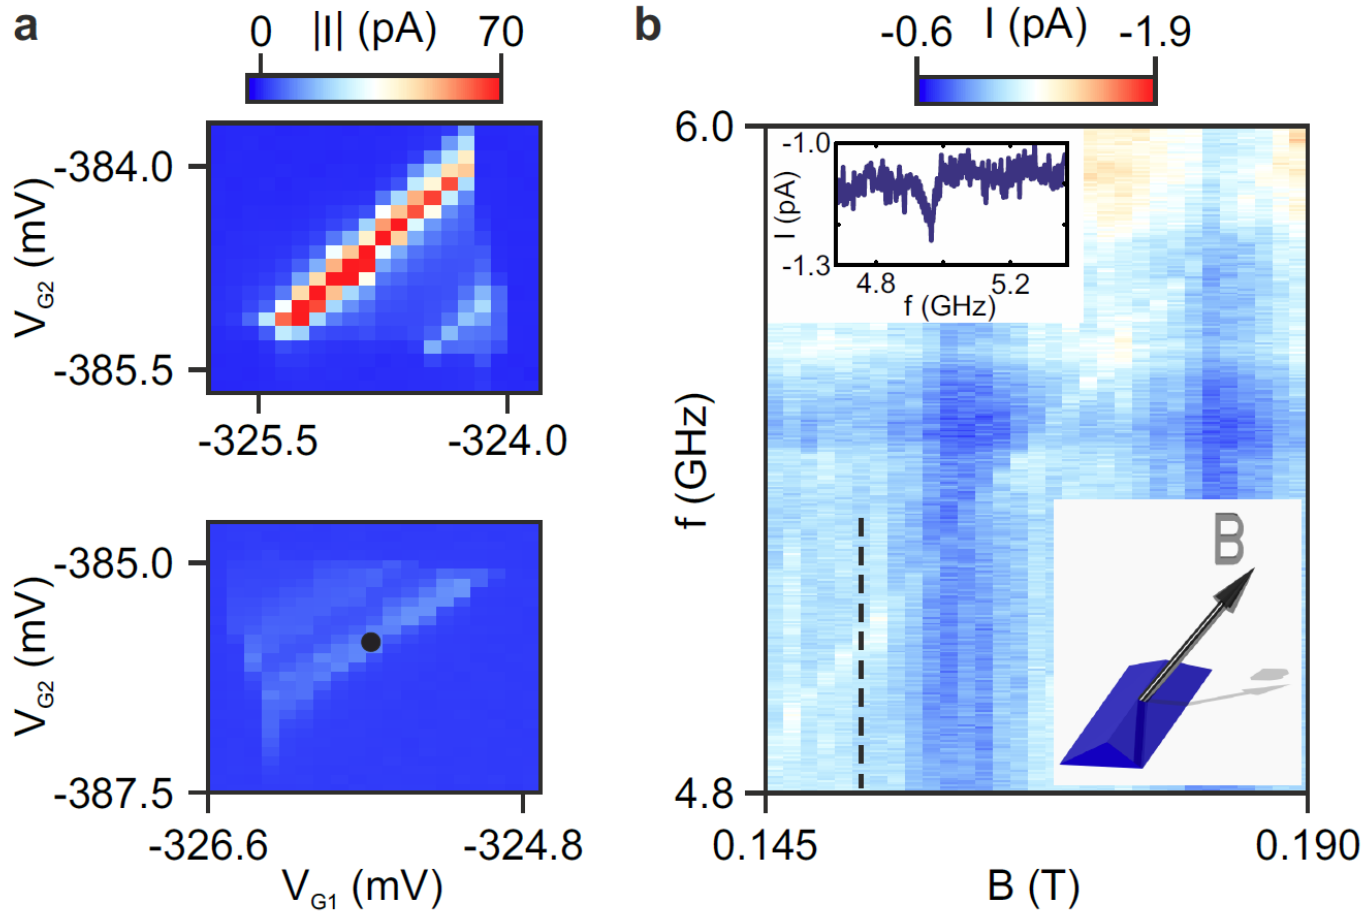 a
0 |I| (pA) 70
-384.0
-385.5
V_G2 (mV)
-325.5 -324.0
-385.0
-387.5
V_G2 (mV)
-326.6 -324.8
V_G1 (mV)
b
-0.6 I (pA) -1.9
6.0
4.8
f (GHz)
-1.0
-1.3
I (pA)
4.8 5.2
f (GHz)
B
0.145 0.190
B (T)